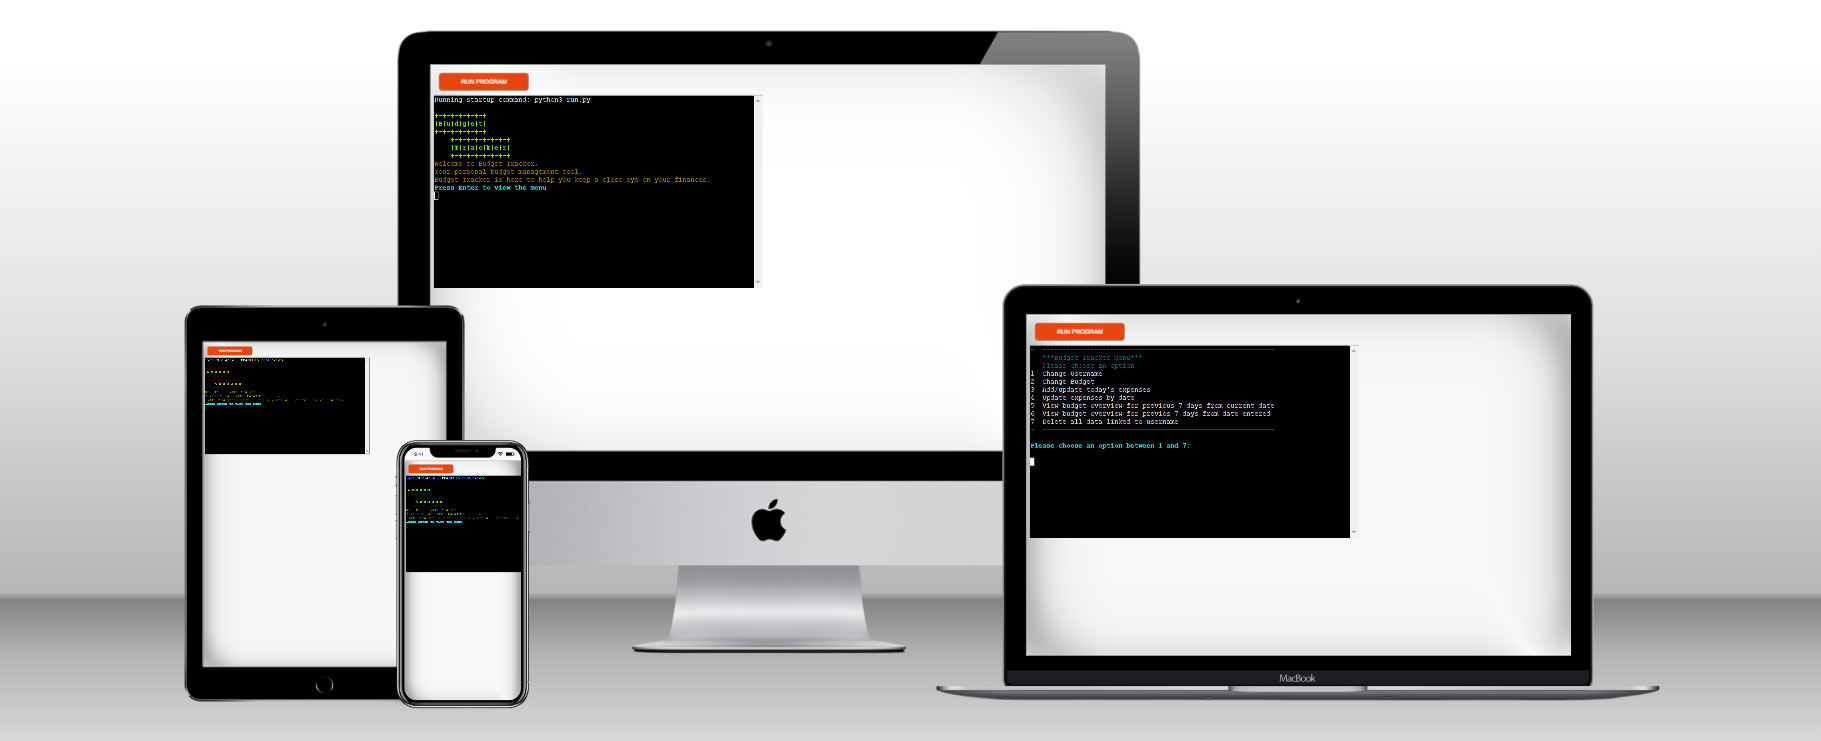 RUN PROGRAM
Running startup command: python3 run.py
+-+-+-+-+-+-+
|B|u|d|g|e|t|
+-+-+-+-+-+-+
+-+-+-+-+-+-+-+
|T|r|a|c|k|e|r|
+-+-+-+-+-+-+-+
Welcome to Budget Tracker,
Your personal budget management tool.
Budget Tracker is here to help you keep a close eye on your finances.
Press Enter to view the menu
RUN PROGRAM
***Budget Tracker Menu***
Please choose an option
1 Change Username
2 Change Budget
3 Add/update today's expenses
4 Update expenses by date
5 View budget overview for previous 7 days from current date
6 View budget overview for previos 7 days from date entered
7 Delete all data linked to username
Please choose an option between 1 and 7:
MacBook
RUN PROGRAM
9:41
RUN PROGRAM